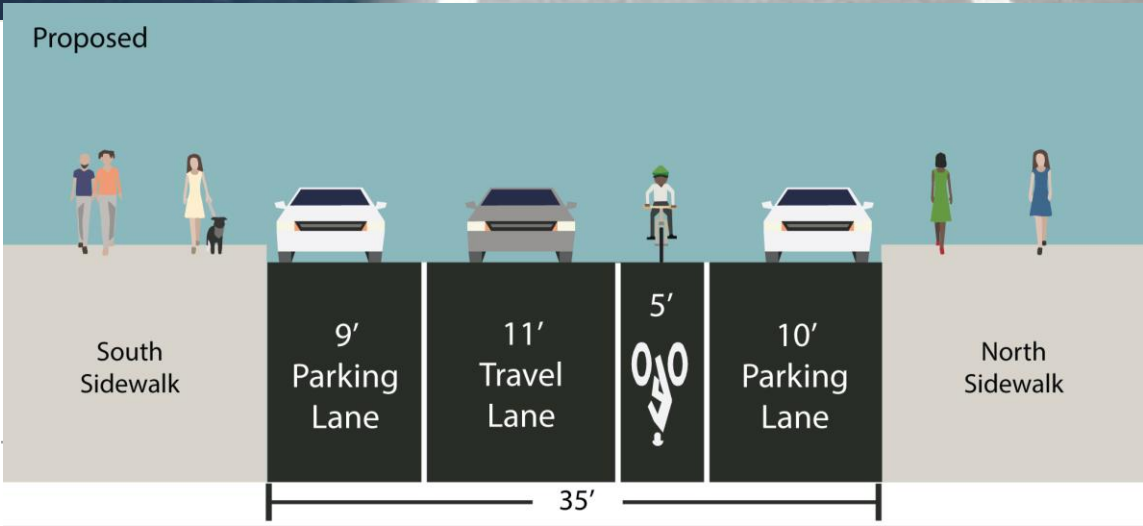 Proposed
South
Sidewalk
9′
Parking
Lane
11′
Travel
Lane
5′
10′
Parking
Lane
North
Sidewalk
35′